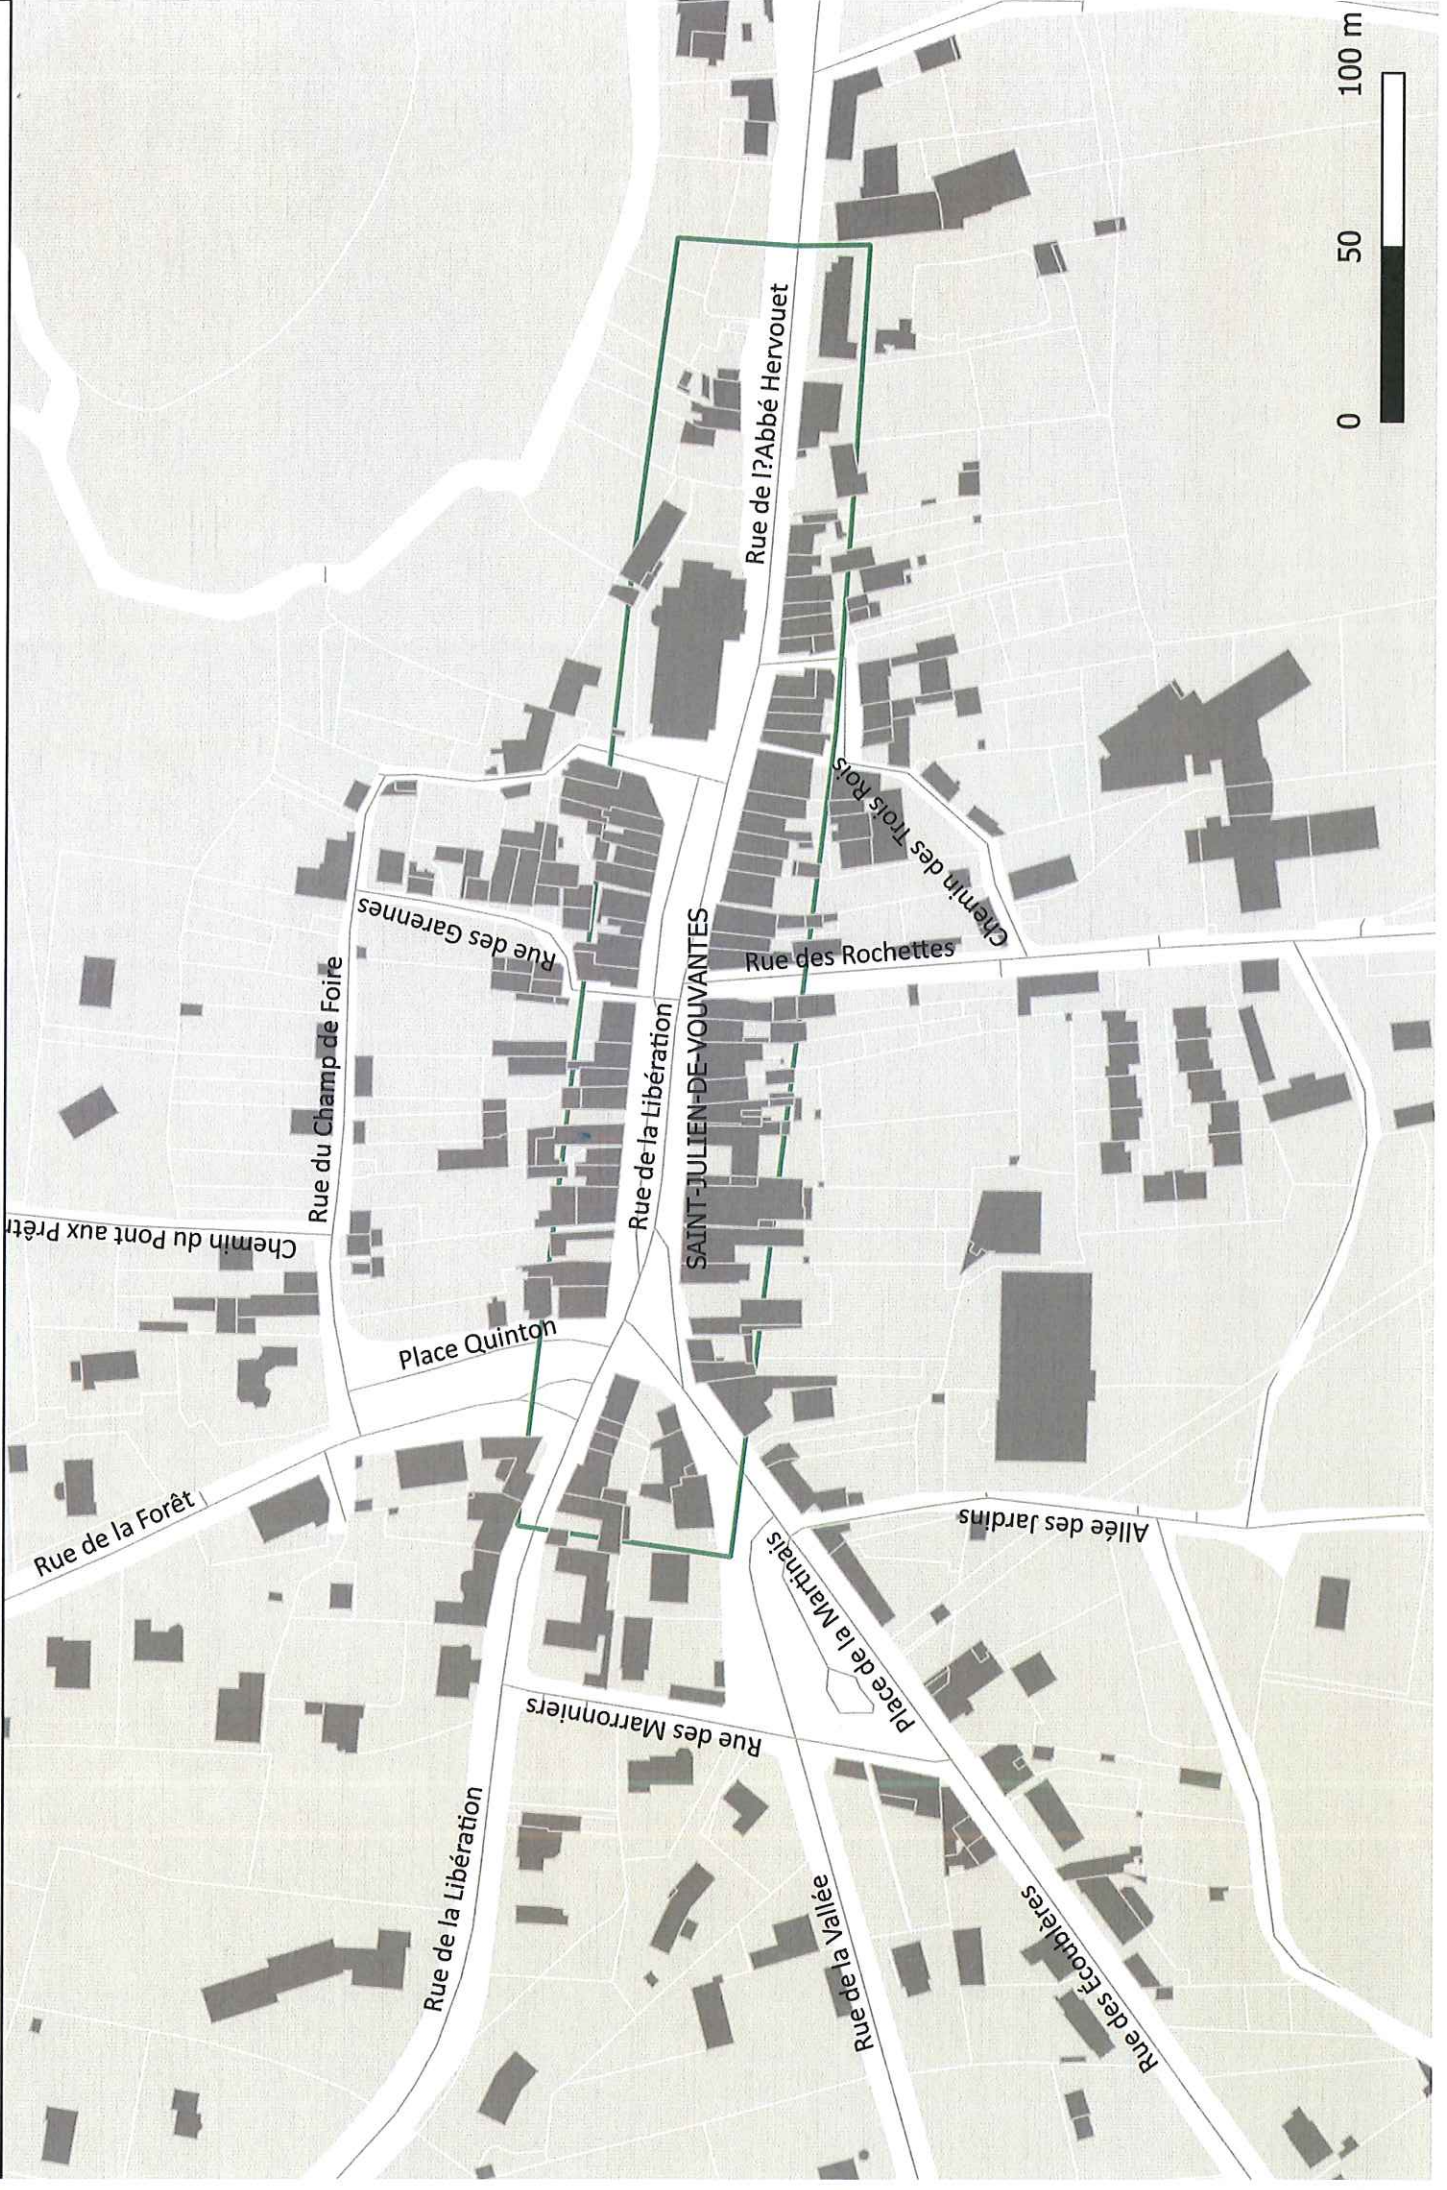 Rue de la Forêt
Rue de la Libération
Chemin du Pont aux Prêtr
Rue du Champ de Foire
Place Quinton
Rue des Garennes
Rue des Marronniers
Rue de la Libération
SAINT-JULIEN-DE-VOUVANTES
Rue de l?Abbé Hervouet
Rue des Rochettes
Chemin des Trois Rois
Place de la Martinais
Allée des Jardins
Rue de la Vallée
Rue des Écoublères
0 50 100 m